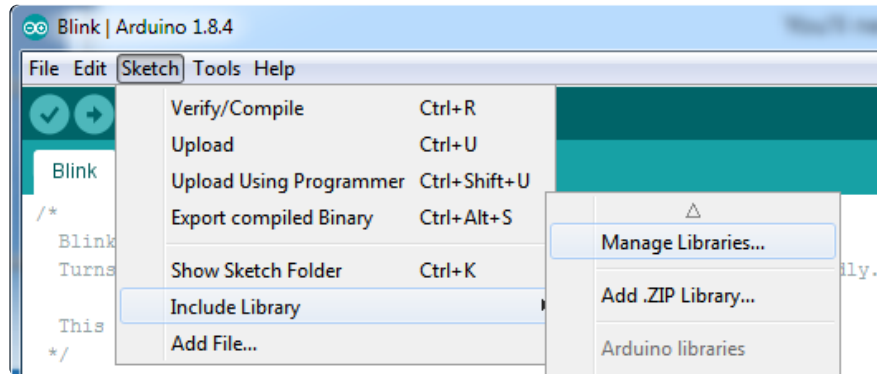 Blink | Arduino 1.8.4
File Edit Sketch Tools Help
Verify/Compile Ctrl+R
Upload Ctrl+U
Blink
Upload Using Programmer Ctrl+Shift+U
/*
Export compiled Binary Ctrl+Alt+S
Blink
Manage Libraries...
Turns
Show Sketch Folder Ctrl+K
dly.
Include Library
Add .ZIP Library...
This
Add File...
Arduino libraries
*/